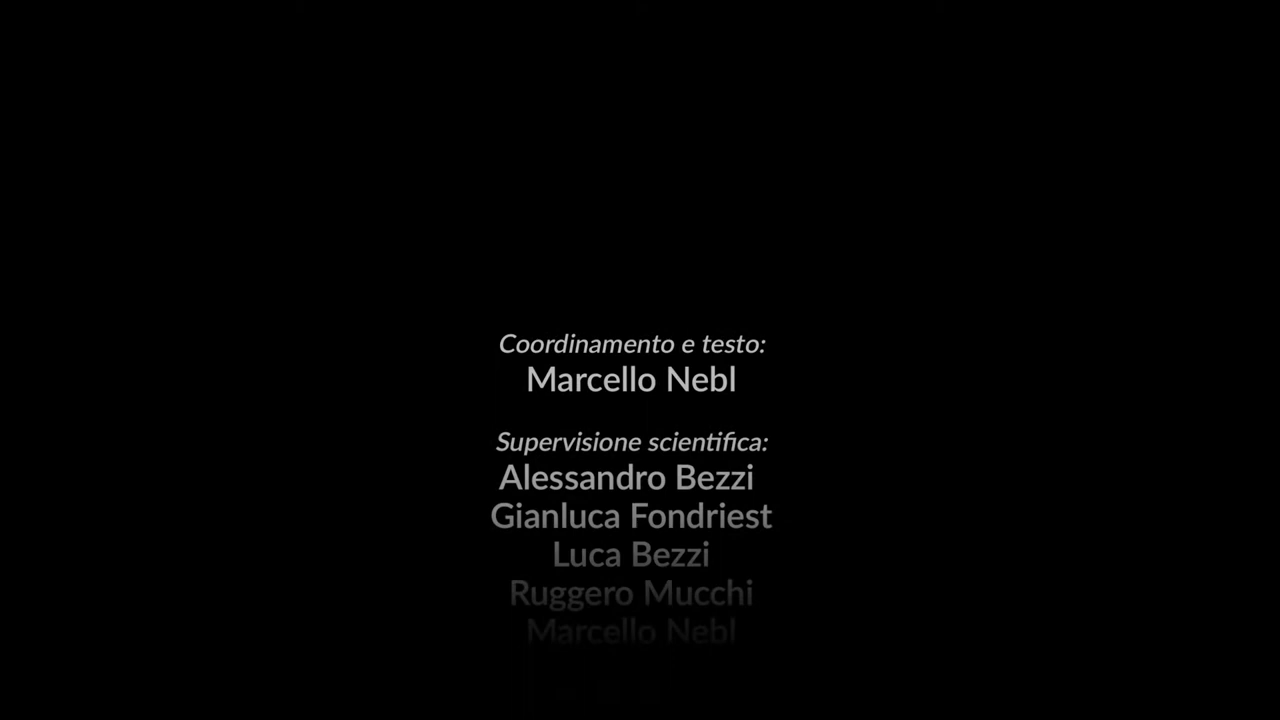 Coordinamento e testo:
Marcello Nebl
Supervisione scientifica:
Alessandro Bezzi
Gianluca Fondriest
Luca Bezzi
Ruggero Mucchi
Marcello Nebl